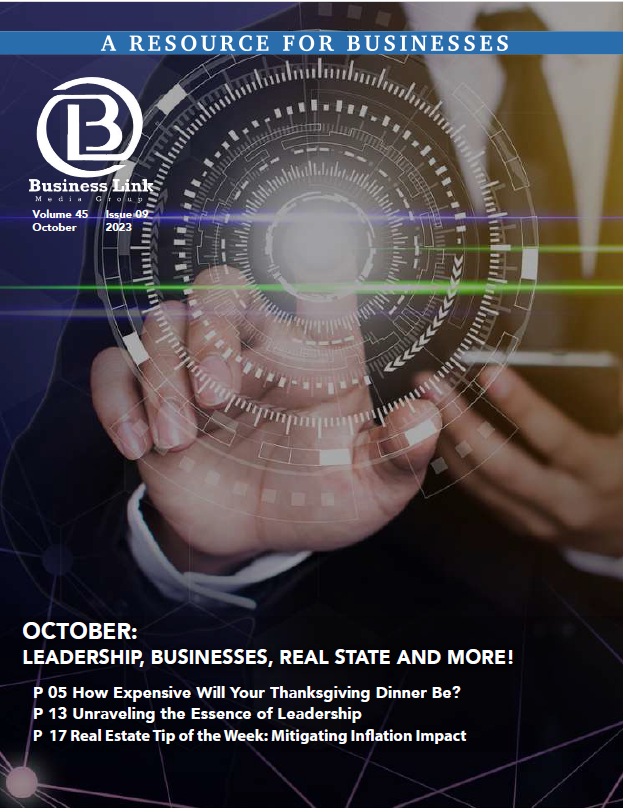 A RESOURCE FOR BUSINESSES
B
Business Link
Media Group
Volume 45 Issue 09
October 2023
OCTOBER:
LEADERSHIP, BUSINESSES, REAL STATE AND MORE!
P 05 How Expensive Will Your Thanksgiving Dinner Be?
P 13 Unraveling the Essence of Leadership
P 17 Real Estate Tip of the Week: Mitigating Inflation Impact